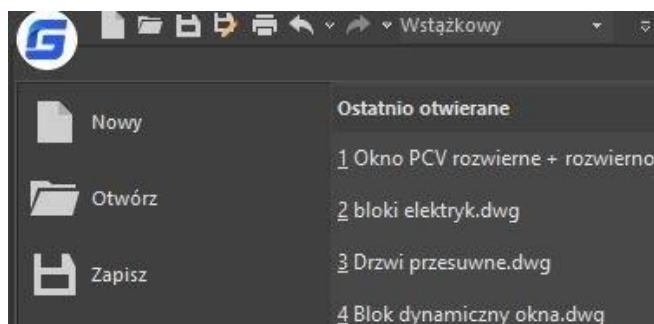 Wstążkowy
Nowy
Otwórz
Zapisz
Ostatnio otwierane
1 Okno PCV rozwierne + rozwierno
2 bloki elektryk.dwg
3 Drzwi przesuwne.dwg
4 Blok dynamiczny okna.dwg